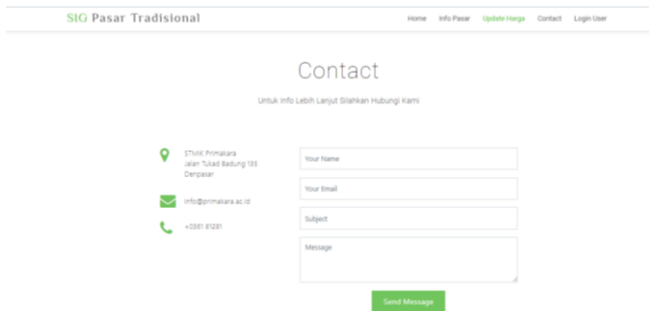 SIG Pasar Tradisional
Home Info Pasar Update Harga Contact Login User
Contact
Untuk Info Lebih Lanjut Silahkan Hubungi Kami
STMIK Primakara
Jalan Tukad Badung 135
Denpasar
info@primakara.ac.id
Your Name
Your Email
Subject
Message
Send Message